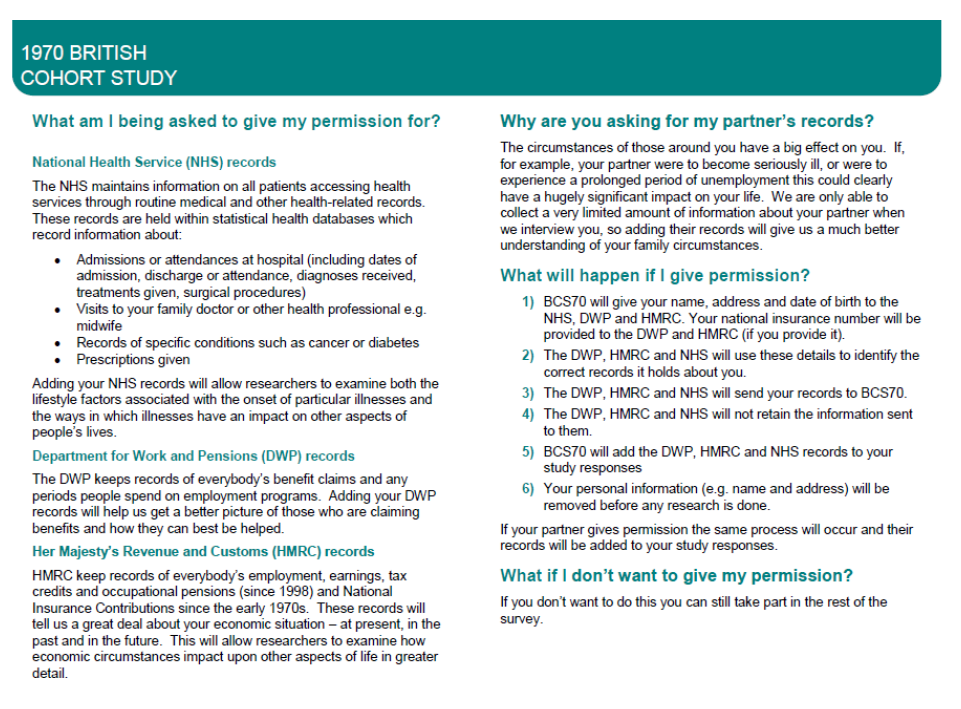 1970 BRITISH
COHORT STUDY
What am I being asked to give my permission for?
National Health Service (NHS) records
The NHS maintains information on all patients accessing health
services through routine medical and other health-related records.
These records are held within statistical health databases which
record information about:
• Admissions or attendances at hospital (including dates of
admission, discharge or attendance, diagnoses received,
treatments given, surgical procedures)
• Visits to your family doctor or other health professional e.g.
midwife
• Records of specific conditions such as cancer or diabetes
• Prescriptions given
Adding your NHS records will allow researchers to examine both the
lifestyle factors associated with the onset of particular illnesses and
the ways in which illnesses have an impact on other aspects of
people's lives.
Department for Work and Pensions (DWP) records
The DWP keeps records of everybody's benefit claims and any
periods people spend on employment programs. Adding your DWP
records will help us get a better picture of those who are claiming
benefits and how they can best be helped.
Her Majesty's Revenue and Customs (HMRC) records
HMRC keep records of everybody's employment, earnings, tax
credits and occupational pensions (since 1998) and National
Insurance Contributions since the early 1970s. These records will
tell us a great deal about your economic situation – at present, in the
past and in the future. This will allow researchers to examine how
economic circumstances impact upon other aspects of life in greater
detail.
Why are you asking for my partner's records?
The circumstances of those around you have a big effect on you. If,
for example, your partner were to become seriously ill, or were to
experience a prolonged period of unemployment this could clearly
have a hugely significant impact on your life. We are only able to
collect a very limited amount of information about your partner when
we interview you, so adding their records will give us a much better
understanding of your family circumstances.
What will happen if I give permission?
1) BCS70 will give your name, address and date of birth to the
NHS, DWP and HMRC. Your national insurance number will be
provided to the DWP and HMRC (if you provide it).
2) The DWP, HMRC and NHS will use these details to identify the
correct records it holds about you.
3) The DWP, HMRC and NHS will send your records to BCS70.
4) The DWP, HMRC and NHS will not retain the information sent
to them.
5) BCS70 will add the DWP, HMRC and NHS records to your
study responses
6) Your personal information (e.g. name and address) will be
removed before any research is done.
If your partner gives permission the same process will occur and their
records will be added to your study responses.
What if I don't want to give my permission?
If you don't want to do this you can still take part in the rest of the
survey.